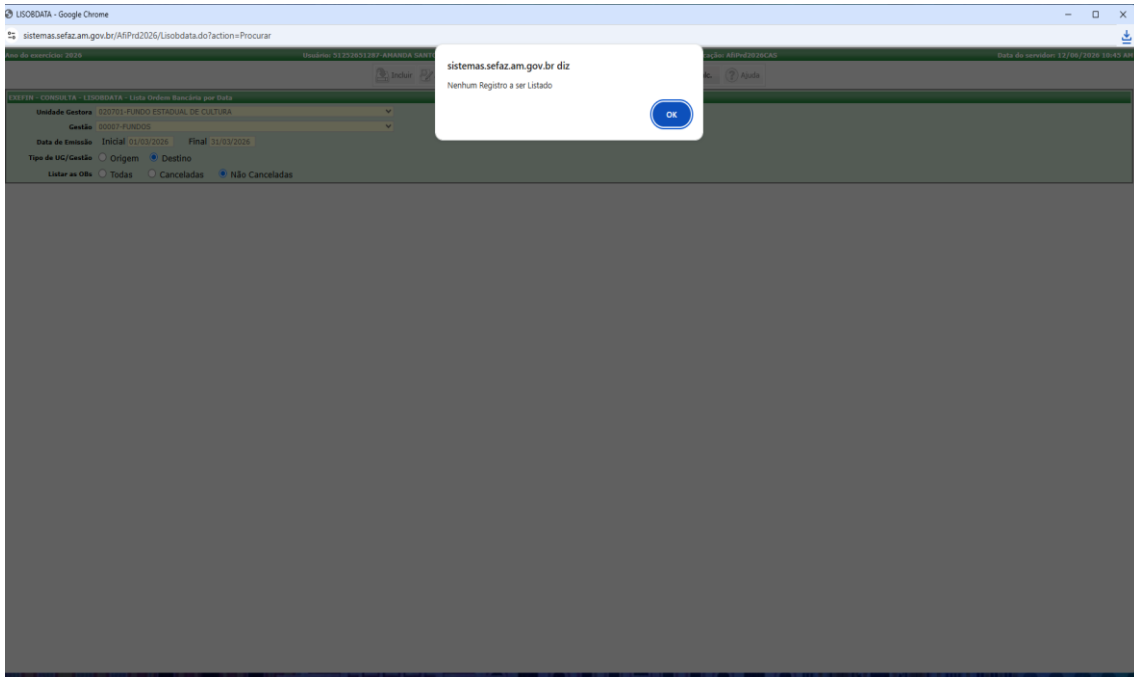 LISOBDATA - Google Chrome
sistemas.sefaz.am.gov.br/AfiPrd2026/Lisobdata.do?action=Procurar
Ano do exercício: 2026 Usuário: 51252651287-AMANDA Data do servidor: 12/06/2026 10:45 AM
sistemas.sefaz.am.gov.br diz
Nenhum Registro a ser Listado
OK
Incluir Ajuda
EXEFIN - CONSULTA - LISOBDATA - Lista Ordem Bancária por Data
Unidade Gestora 020701-FUNDO ESTADUAL DE CULTURA
Gestão 00007-FUNDOS
Data de Emissão Inicial 01/03/2026 Final 31/03/2026
Tipo de UG/Gestão Origem Destino
Listar as OBs Todas Canceladas Não Canceladas